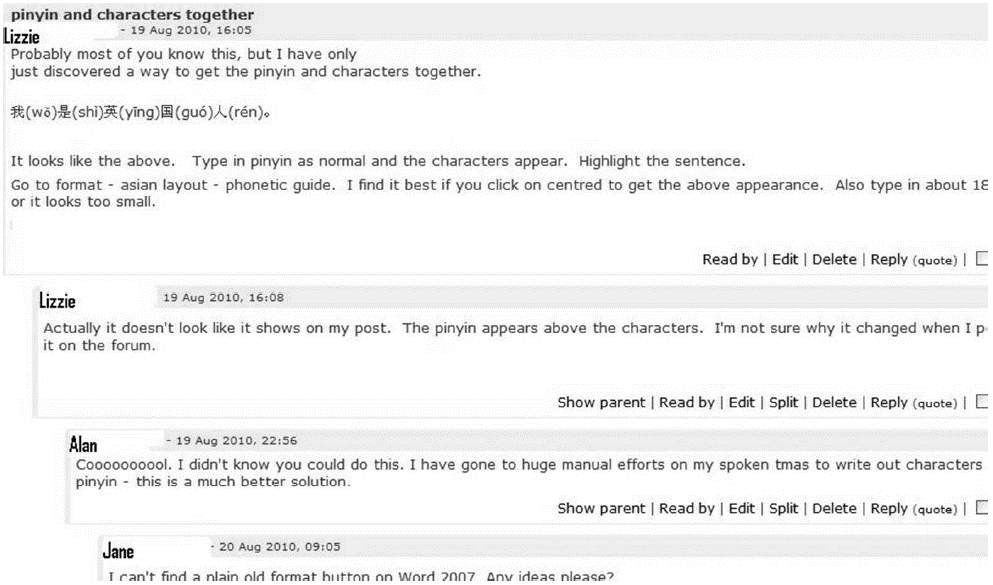 pinyin and characters together
Lizzie - 19 Aug 2010, 16:05
Probably most of you know this, but I have only
just discovered a way to get the pinyin and characters together.
我(wǒ)是(shì)英(yīng)国(guó)人(rén)。
It looks like the above. Type in pinyin as normal and the characters appear. Highlight the sentence.
Go to format - asian layout - phonetic guide. I find it best if you click on centred to get the above appearance. Also type in about 18
or it looks too small.
Read by | Edit | Delete | Reply (quote) |
Lizzie 19 Aug 2010, 16:08
Actually it doesn't look like it shows on my post. The pinyin appears above the characters. I'm not sure why it changed when I p
it on the forum.
Show parent | Read by | Edit | Split | Delete | Reply (quote) |
Alan - 19 Aug 2010, 22:56
Coooooooool. I didn't know you could do this. I have gone to huge manual efforts on my spoken tmas to write out characters
pinyin - this is a much better solution.
Show parent | Read by | Edit | Split | Delete | Reply (quote) |
Jane - 20 Aug 2010, 09:05
I can't find a plain old format button on Word 2007. Any ideas please?